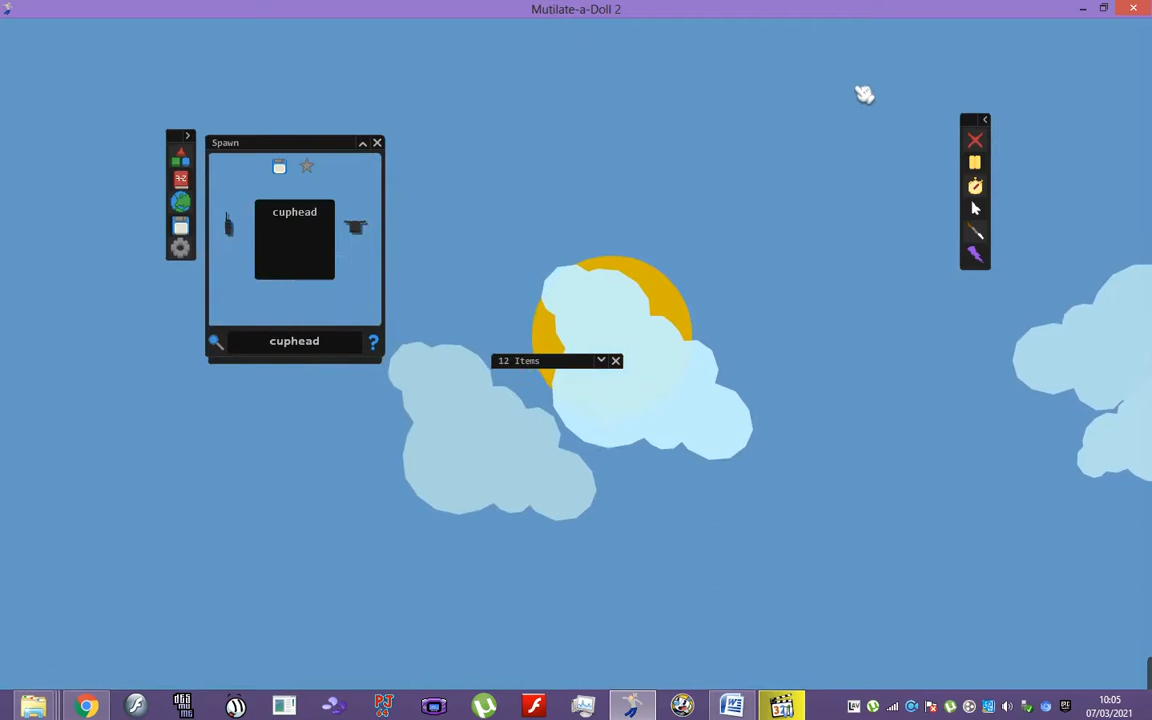 Mutilate-a-Doll 2
Spawn
cuphead
cuphead
?
12 Items
10:05
07/03/2021